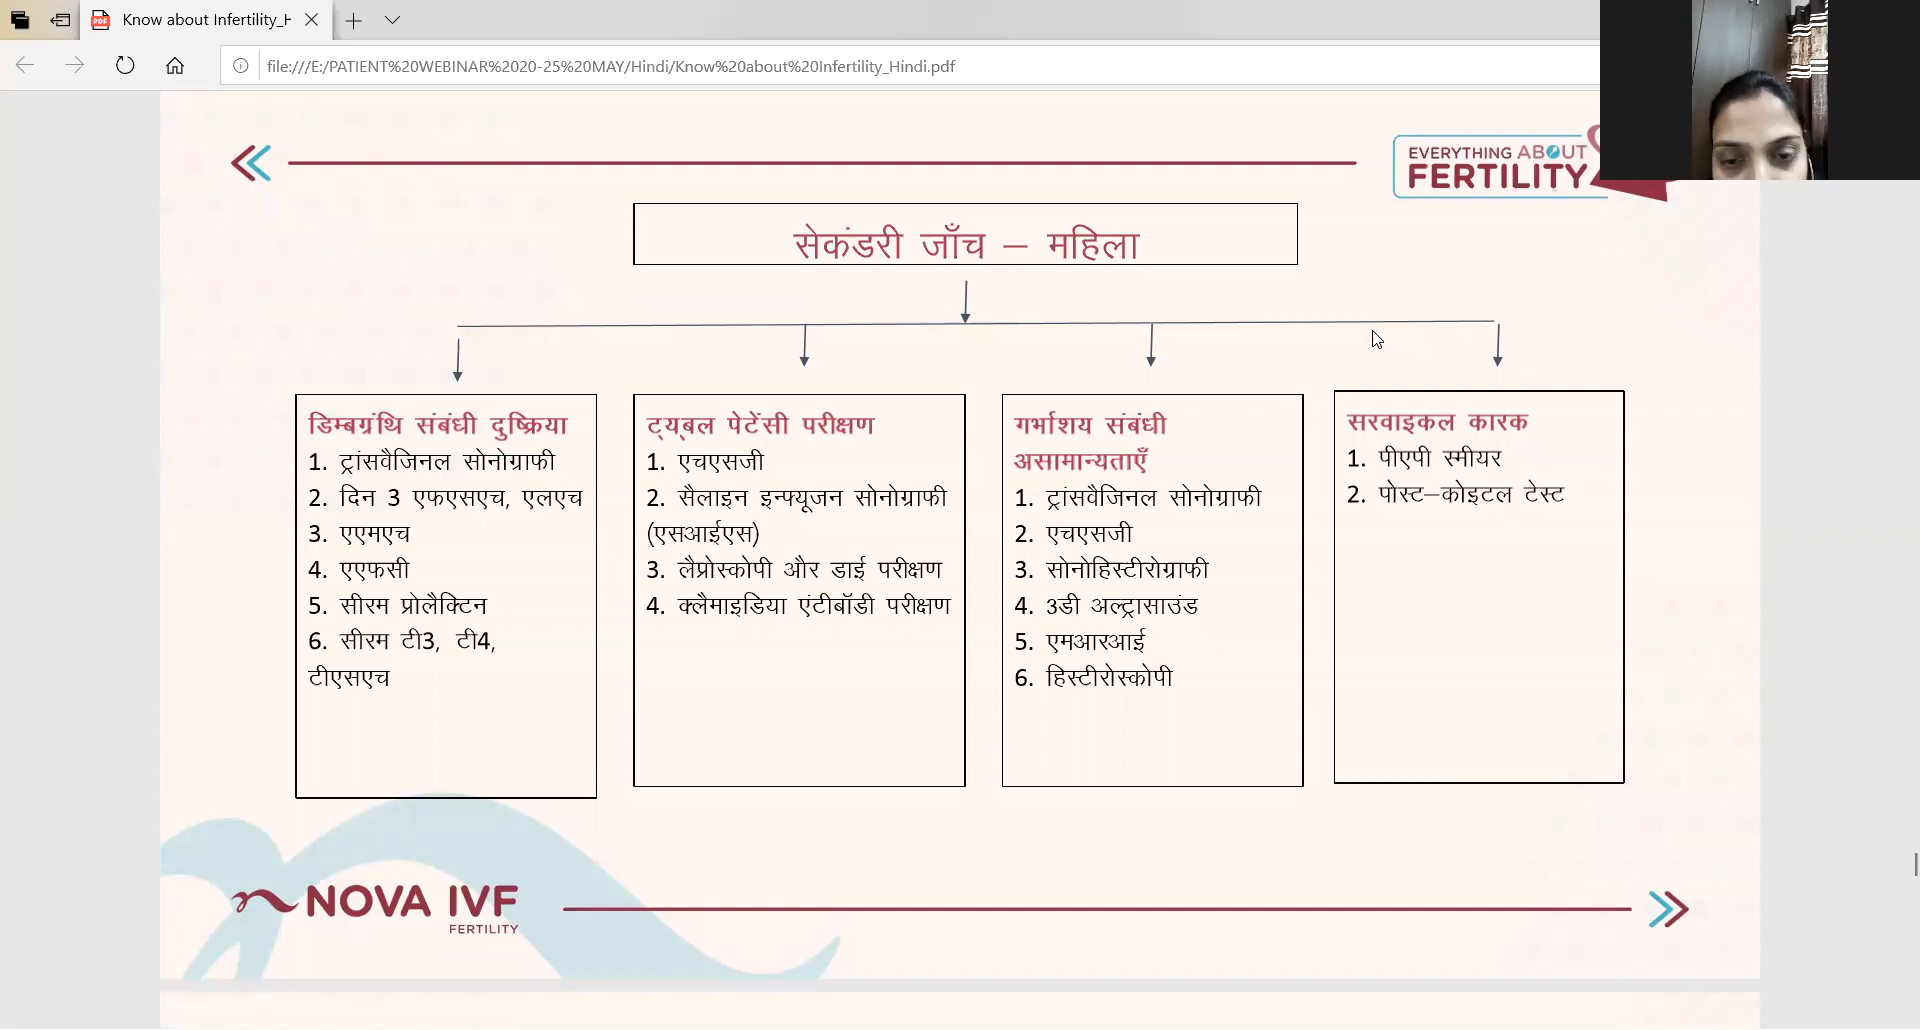 Know about Infertility_H
file:///E:/PATIENT%20WEBINAR%2020-25%20MAY/Hindi/Know%20about%20Infertility_Hindi.pdf
EVERYTHING ABOUT
FERTILITY
सेकंडरी जाँच – महिला
डिम्बग्रंथि संबंधी दुष्क्रिया
1. ट्रांसवैजिनल सोनोग्राफी
2. दिन 3 एफएसएच, एलएच
3. एएमएच
4. एएफसी
5. सीरम प्रोलैक्टिन
6. सीरम टी3, टी4,
टीएसएच
ट्यूबल पेटेंसी परीक्षण
1. एचएसजी
2. सैलाइन इन्फ्यूजन सोनोग्राफी
(एसआईएस)
3. लैप्रोस्कोपी और डाई परीक्षण
4. क्लैमाइडिया एंटीबॉडी परीक्षण
गर्भाशय संबंधी
असामान्यताएँ
1. ट्रांसवैजिनल सोनोग्राफी
2. एचएसजी
3. सोनोहिस्टीरोग्राफी
4. 3डी अल्ट्रासाउंड
5. एमआरआई
6. हिस्टीरोस्कोपी
सरवाइकल कारक
1. पीएपी स्मीयर
2. पोस्ट–कोइटल टेस्ट
NOVA IVF
FERTILITY